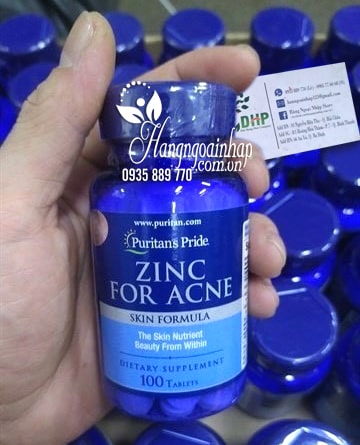 Hangngoainhap
.com.vn
0935 889 770
DHP
www.puritan.com
Puritan's Pride
ZINC
FOR ACNE
SKIN FORMULA
The Skin Nutrient
Beauty From Within
DIETARY SUPPLEMENT
100 TABLETS